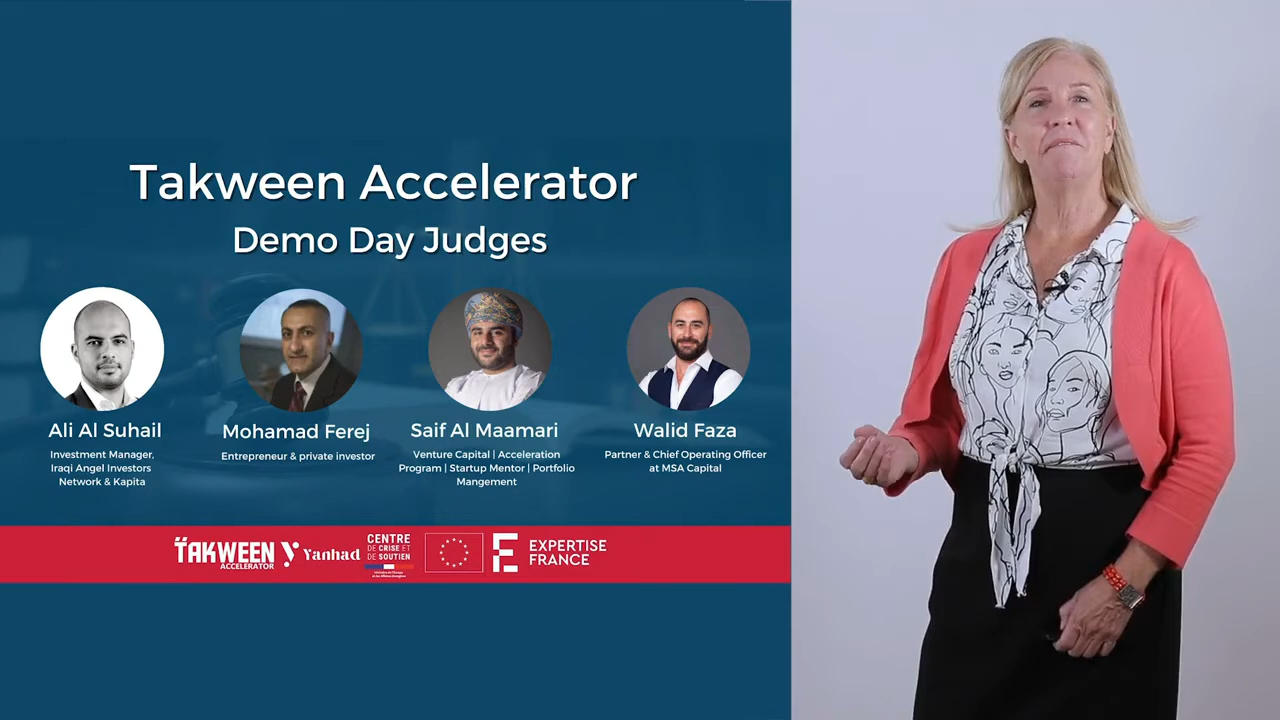 Takween Accelerator
Demo Day Judges
Ali Al Suhail
Investment Manager,
Iraqi Angel Investors
Network & Kapita
Mohamad Ferej
Entrepreneur & private investor
Saif Al Maamari
Venture Capital | Acceleration
Program | Startup Mentor | Portfolio
Mangement
Walid Faza
Partner & Chief Operating Officer
at MSA Capital
TAKWEEN
ACCELERATOR
Yanhad
CENTRE
DE CRISE ET
DE SOUTIEN
EXPERTISE
FRANCE